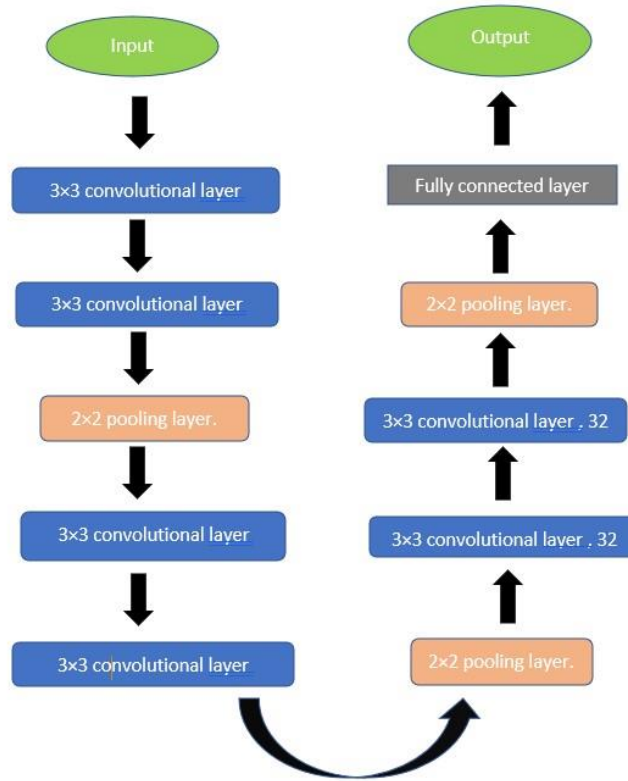 Input
3×3 convolutional layer
3×3 convolutional layer
2×2 pooling layer.
3×3 convolutional layer
3×3 convolutional layer
2×2 pooling layer.
3×3 convolutional layer , 32
3×3 convolutional layer , 32
2×2 pooling layer.
Fully connected layer
Output